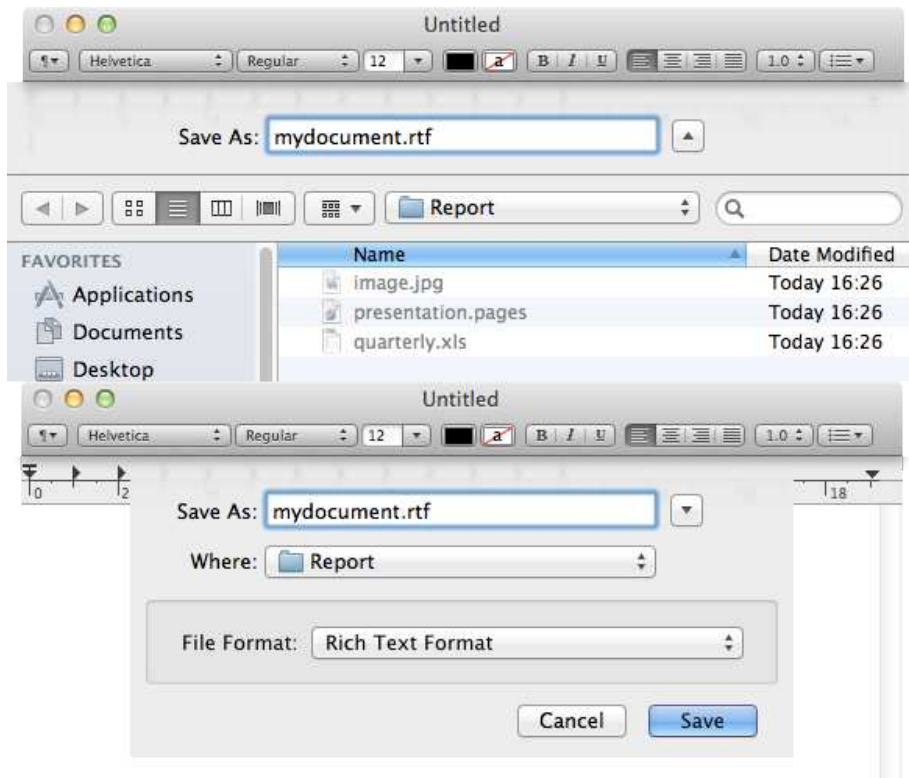 Untitled
¶ Helvetica Regular 12 a B I U 1.0
Save As: mydocument.rtf
Report
FAVORITES Name Date Modified
Applications image.jpg Today 16:26
presentation.pages Today 16:26
Documents quarterly.xls Today 16:26
Desktop
Untitled
¶ Helvetica Regular 12 a B I U 1.0
0 2 18
Save As: mydocument.rtf
Where: Report
File Format: Rich Text Format
Cancel Save